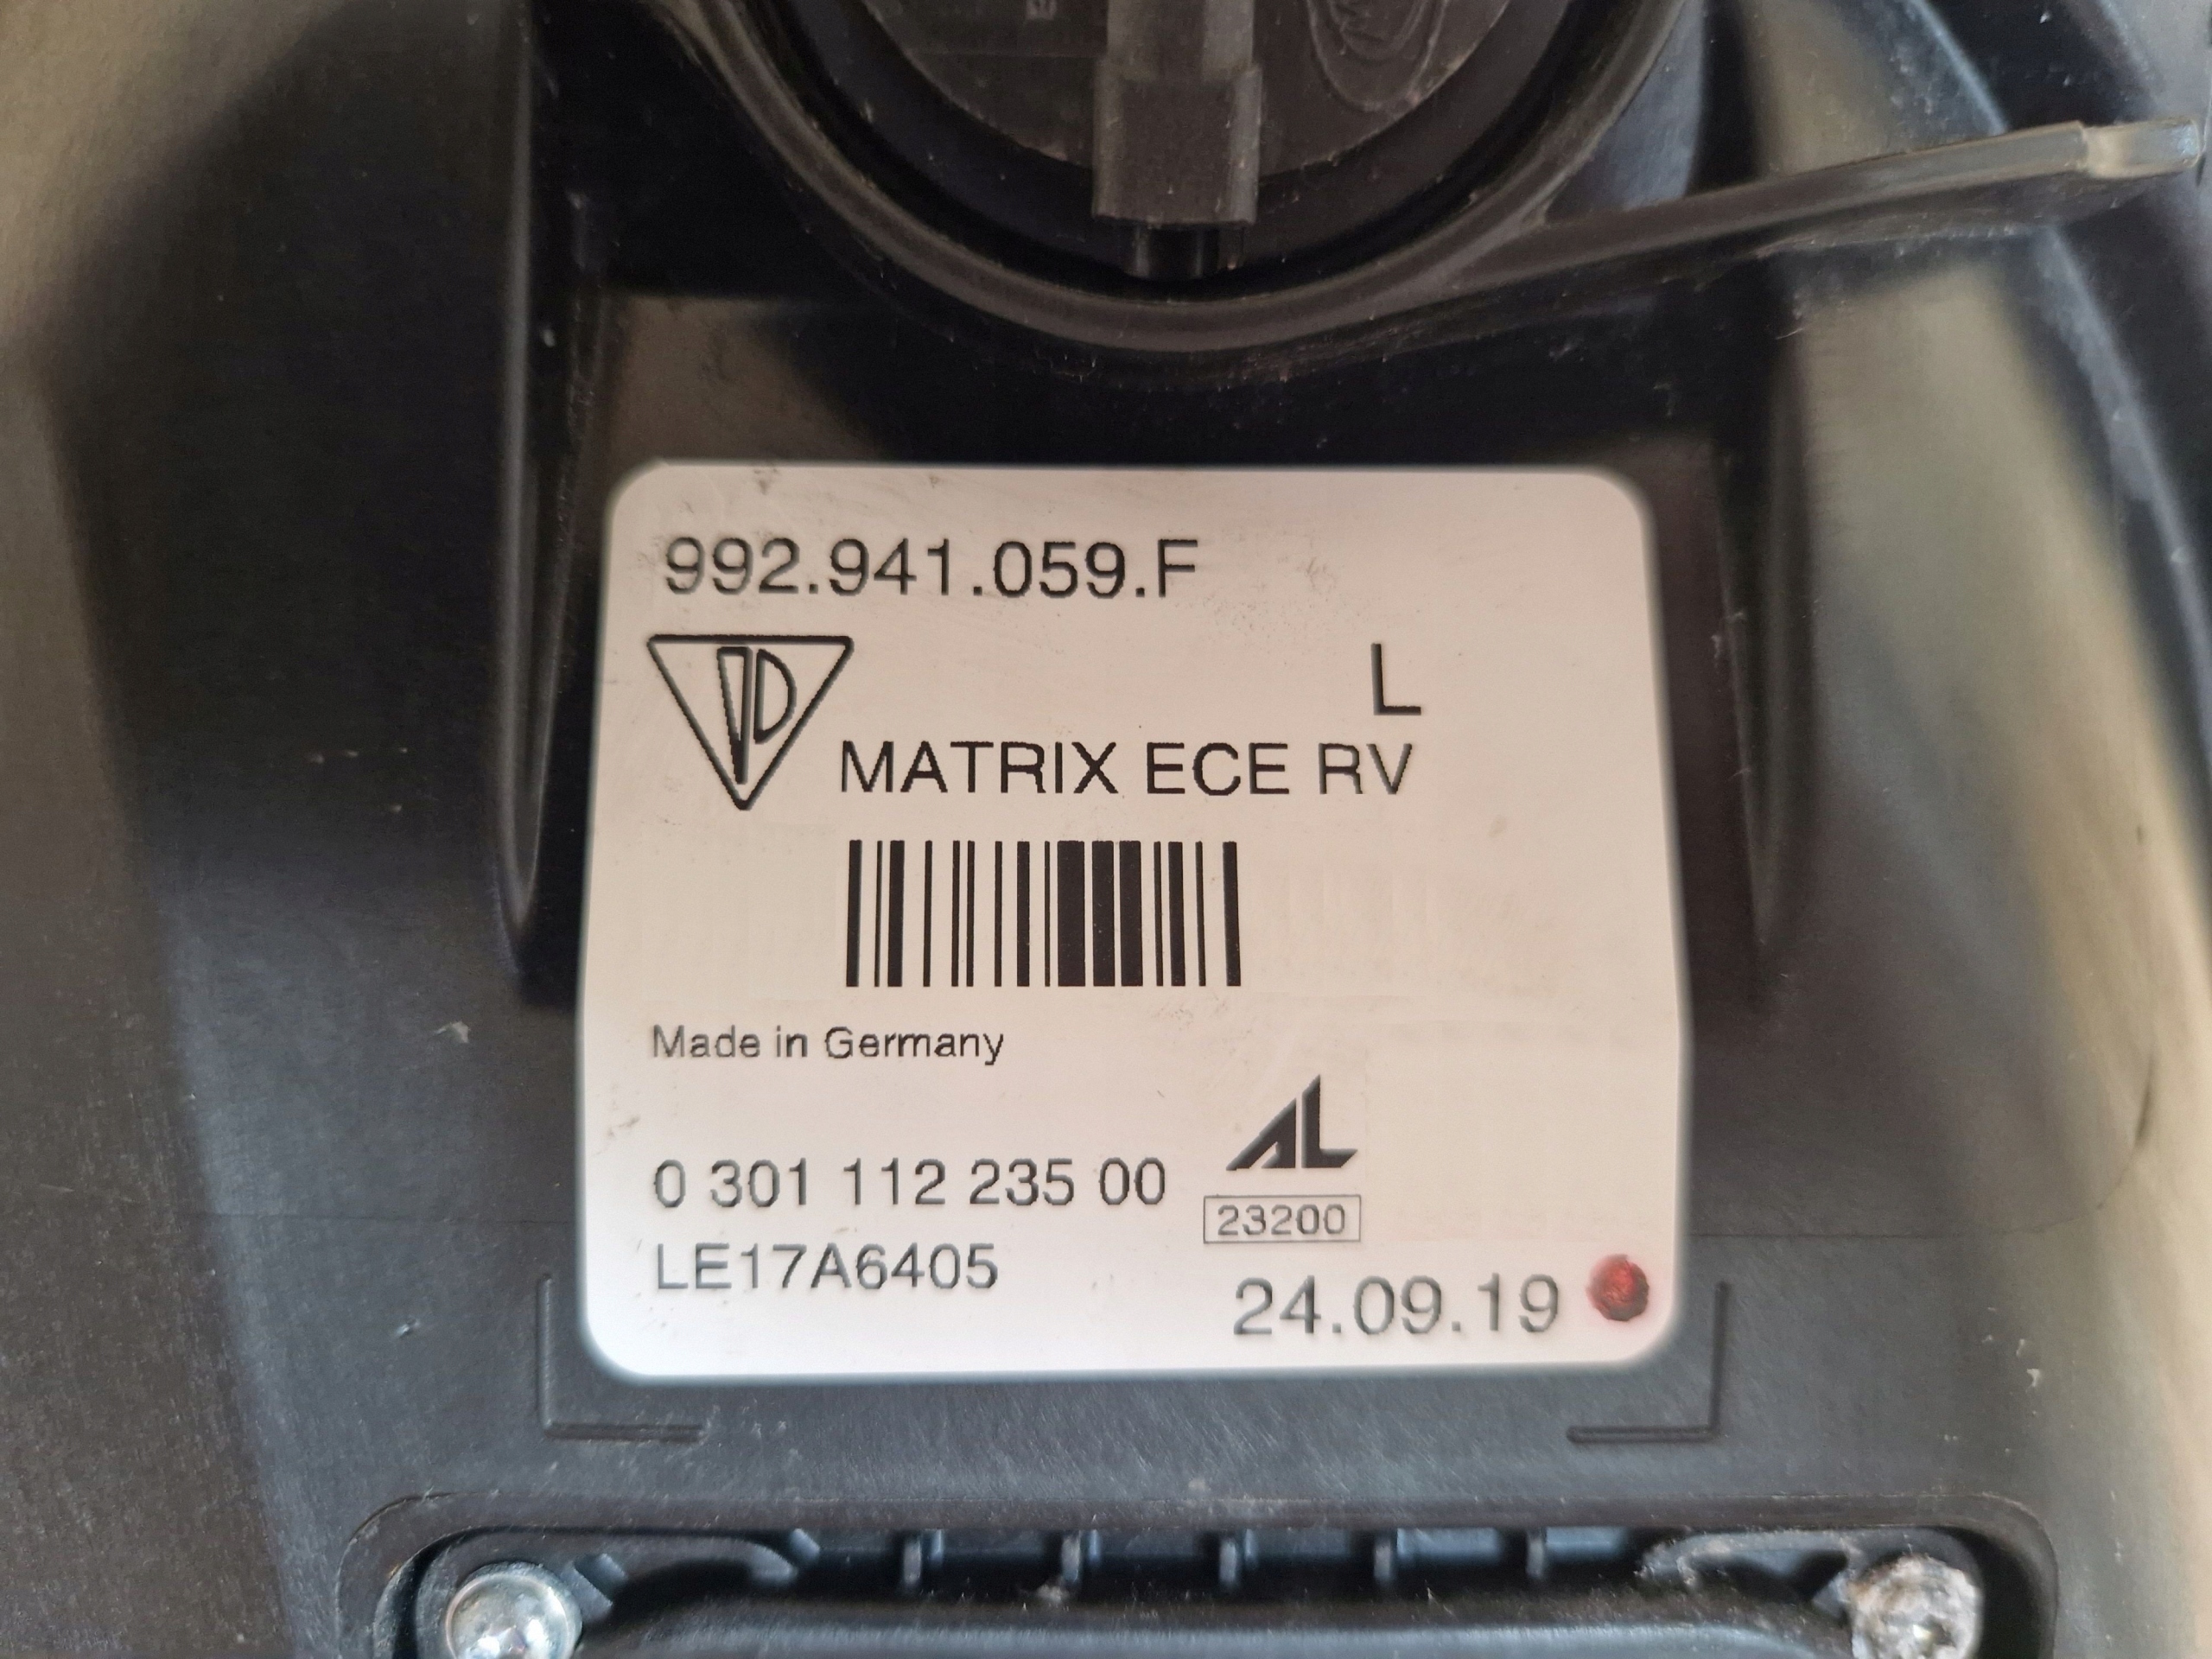 992.941.059.F
L
MATRIX ECE RV
Made in Germany
AL
0 301 112 235 00
23200
LE17A6405
24.09.19